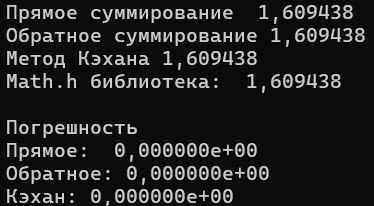 Прямое суммирование  1,609438
Обратное суммирование 1,609438
Метод Кэхана 1,609438
Math.h библиотека:  1,609438

Погрешность
Прямое:  0,000000e+00
Обратное: 0,000000e+00
Кэхан: 0,000000e+00